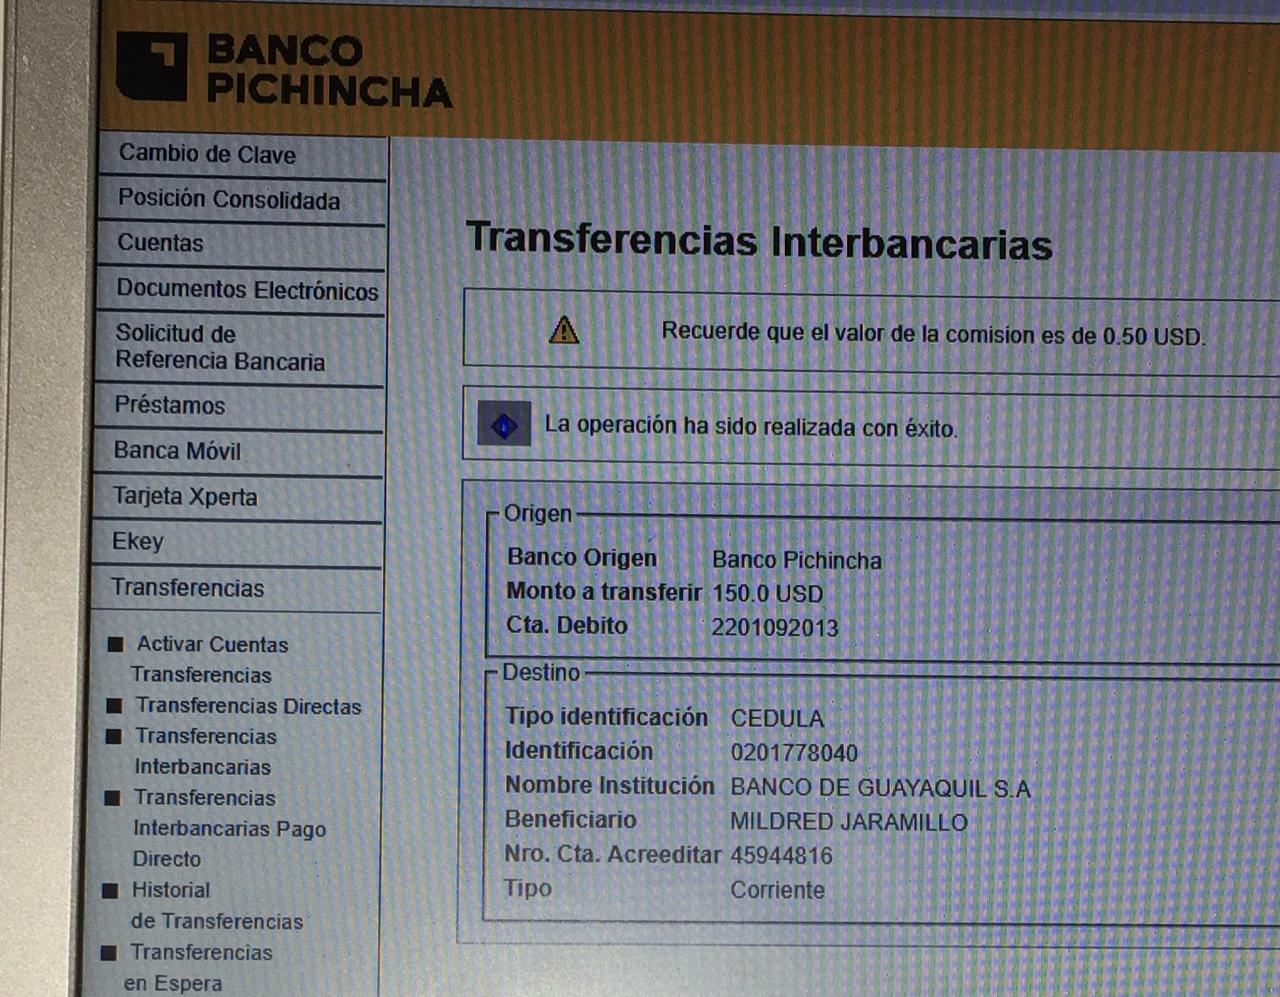 BANCO
PICHINCHA
Cambio de Clave
Posición Consolidada
Cuentas
Documentos Electrónicos
Solicitud de
Referencia Bancaria
Préstamos
Banca Móvil
Tarjeta Xperta
Ekey
Transferencias
Activar Cuentas
Transferencias
Transferencias Directas
Transferencias
Interbancarias
Transferencias
Interbancarias Pago
Directo
Historial
de Transferencias
Transferencias
en Espera
Transferencias Interbancarias
Recuerde que el valor de la comision es de 0.50 USD.
La operación ha sido realizada con éxito.
Origen
Banco Origen Banco Pichincha
Monto a transferir 150.0 USD
Cta. Debito 2201092013
Destino
Tipo identificación CEDULA
Identificación 0201778040
Nombre Institución BANCO DE GUAYAQUIL S.A
Beneficiario MILDRED JARAMILLO
Nro. Cta. Acreeditar 45944816
Tipo Corriente